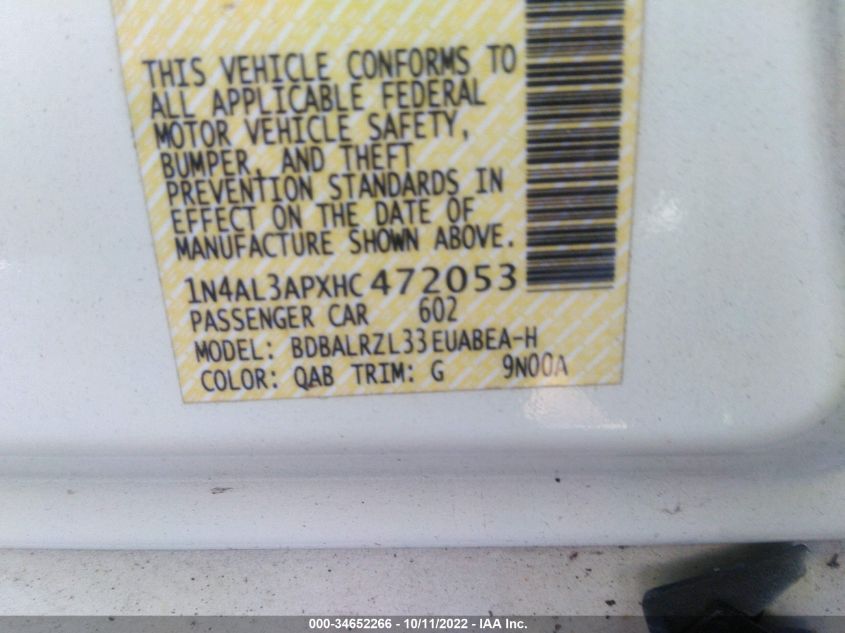 THIS VEHICLE CONFORMS TO
ALL APPLICABLE FEDERAL
MOTOR VEHICLE SAFETY,
BUMPER, AND THEFT
PREVENTION STANDARDS IN
EFFECT ON THE DATE OF
MANUFACTURE SHOWN ABOVE.
1N4AL3APXHC472053
PASSENGER CAR 602
MODEL: BDBALRZL33EUABEA-H
COLOR: QAB TRIM: G 9N00A
000-34652266 - 10/11/2022 - IAA Inc.